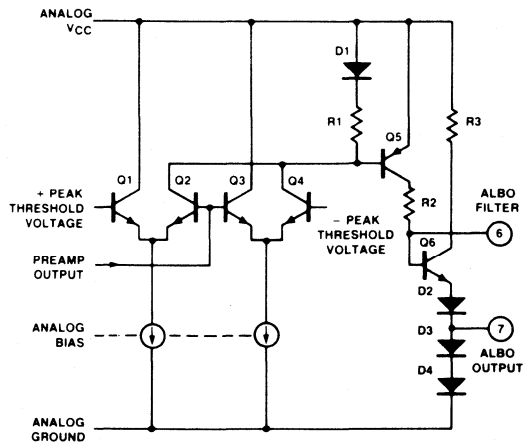 ANALOG
VCC
D1
R1
R3
Q5
Q1
Q2
Q3
Q4
+ PEAK
THRESHOLD
VOLTAGE
− PEAK
THRESHOLD
VOLTAGE
R2
ALBO
FILTER
6
Q6
PREAMP
OUTPUT
D2
D3
7
ALBO
OUTPUT
D4
ANALOG
BIAS
ANALOG
GROUND